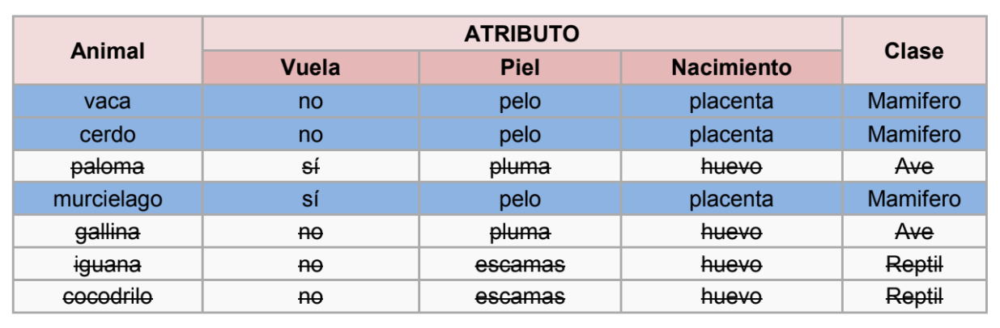 Animal ATRIBUTO Clase
Vuela Piel Nacimiento
vaca no pelo placenta Mamifero
cerdo no pelo placenta Mamifero
paloma sí pluma huevo Ave
murcielago sí pelo placenta Mamifero
gallina no pluma huevo Ave
iguana no escamas huevo Reptil
cocodrilo no escamas huevo Reptil